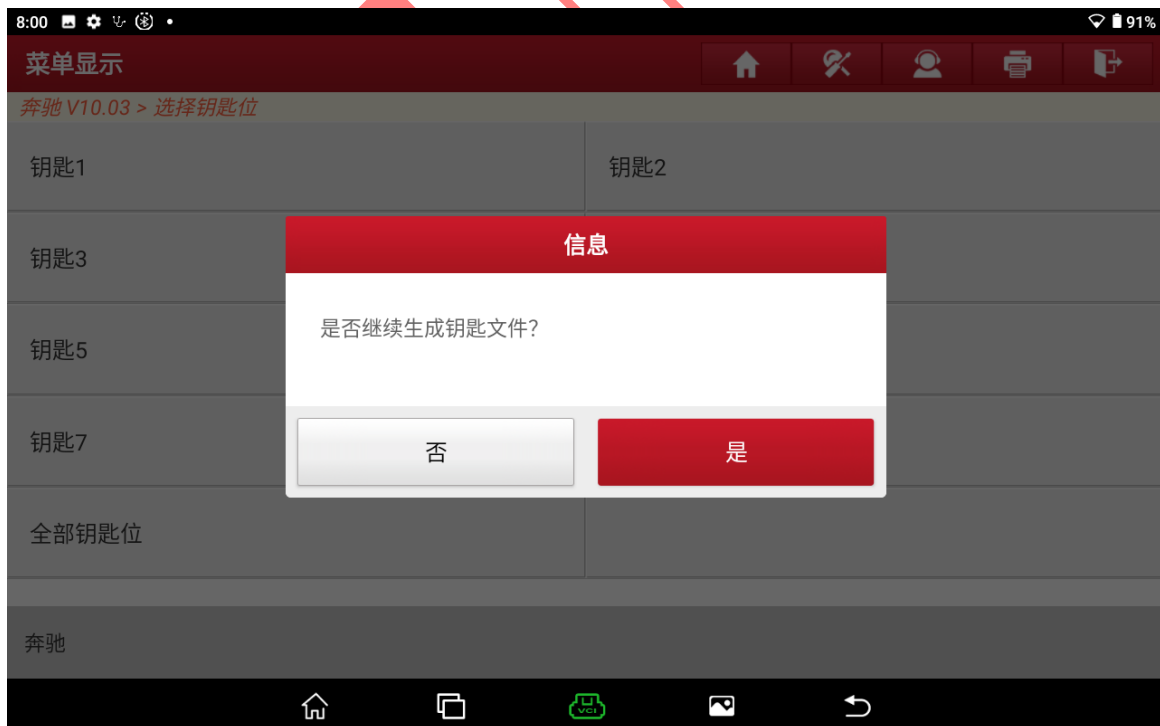 8:00
91%
菜单显示
奔驰 V10.03 > 选择钥匙位
钥匙1
钥匙2
钥匙3
信息
是否继续生成钥匙文件？
钥匙5
钥匙7
否
是
全部钥匙位
奔驰
VCI